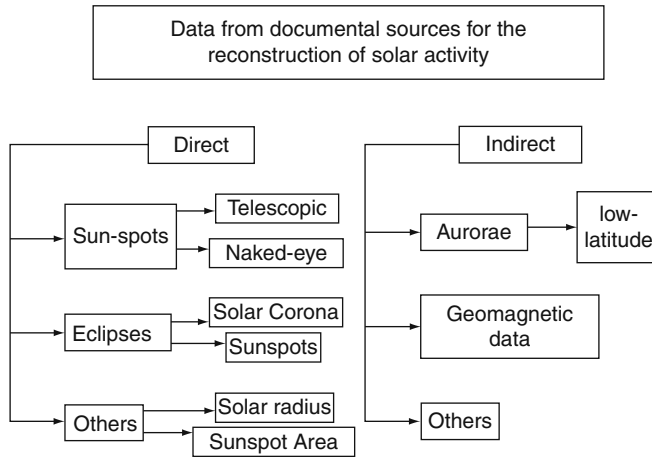 Data from documental sources for the
reconstruction of solar activity
Direct
Sun-spots
Telescopic
Naked-eye
Eclipses
Solar Corona
Sunspots
Others
Solar radius
Sunspot Area
Indirect
Aurorae
low-
latitude
Geomagnetic
data
Others